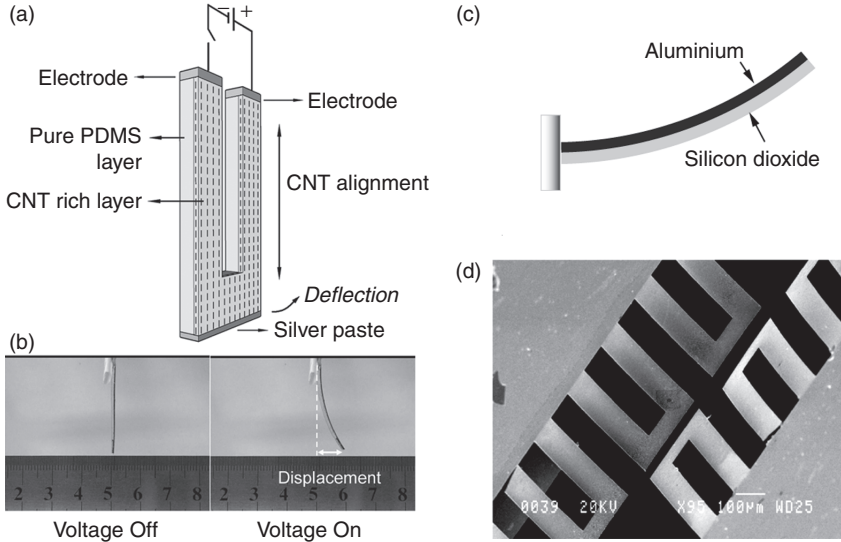 (a)
− +
Electrode
Electrode
Pure PDMS
layer
CNT rich layer
CNT alignment
Deflection
Silver paste
(b)
Displacement
2 3 4 5 6 7 8
2 3 4 5 6 7 8
Voltage Off
Voltage On
(c)
Aluminium
Silicon dioxide
(d)
0039 20KV X95 100μm WD25